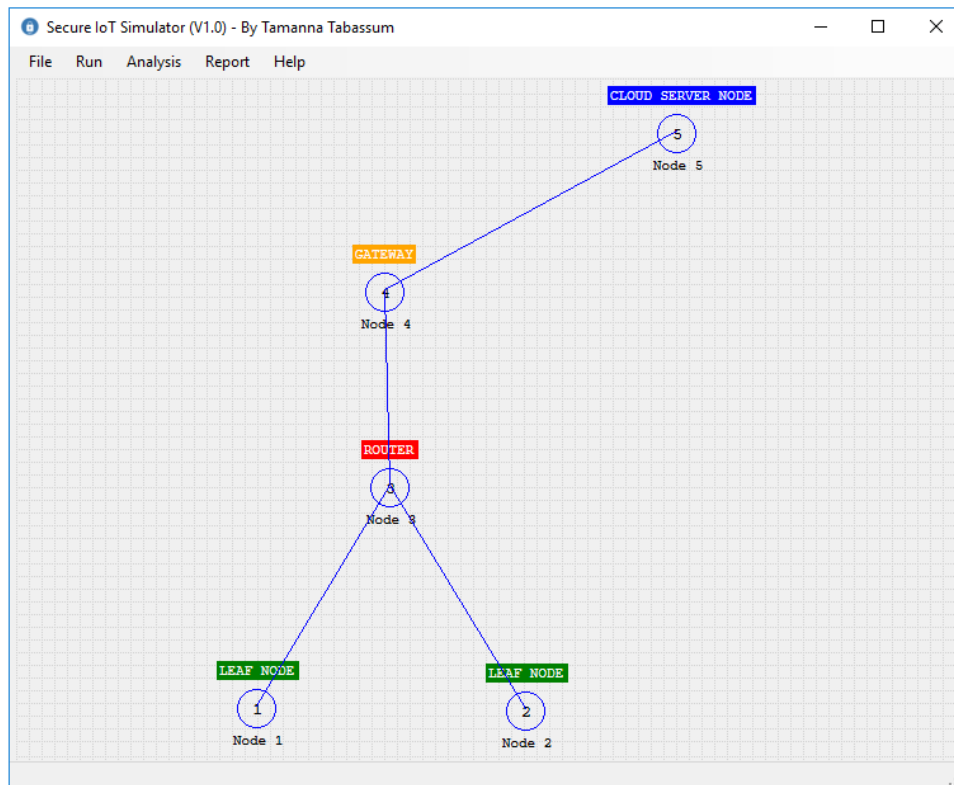 Secure IoT Simulator (V1.0) - By Tamanna Tabassum
File Run Analysis Report Help
CLOUD SERVER NODE
5
Node 5
GATEWAY
4
Node 4
ROUTER
3
Node 3
LEAF NODE LEAF NODE
1 2
Node 1 Node 2